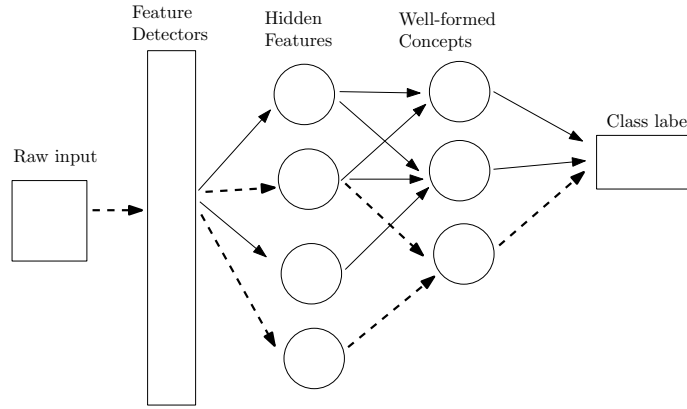 Feature
Detectors
Hidden
Features
Well-formed
Concepts
Class labe
Raw input